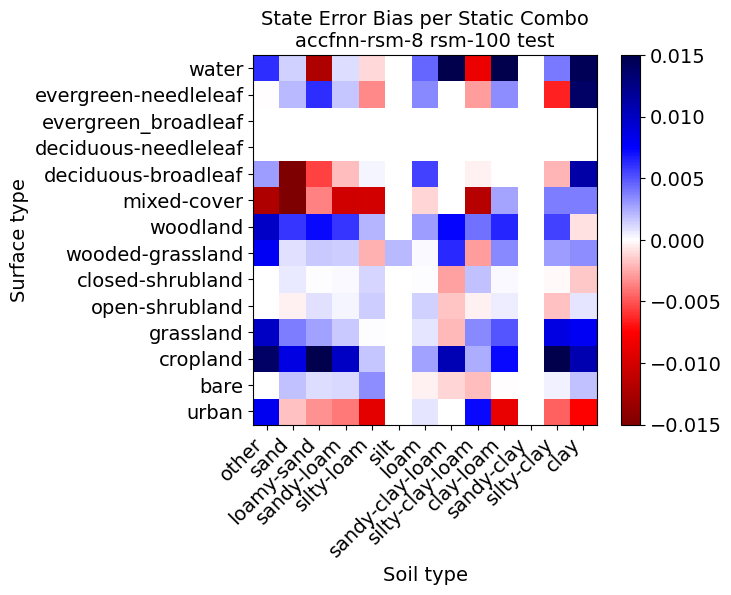 State Error Bias per Static Combo
accfnn-rsm-8 rsm-100 test
Surface type
water
evergreen-needleleaf
evergreen_broadleaf
deciduous-needleleaf
deciduous-broadleaf
mixed-cover
woodland
wooded-grassland
closed-shrubland
open-shrubland
grassland
cropland
bare
urban
other
sand
loamy-sand
sandy-loam
silty-loam
silt
loam
sandy-clay-loam
silty-clay-loam
clay-loam
sandy-clay
silty-clay
clay
Soil type
0.015
0.010
0.005
0.000
−0.005
−0.010
−0.015